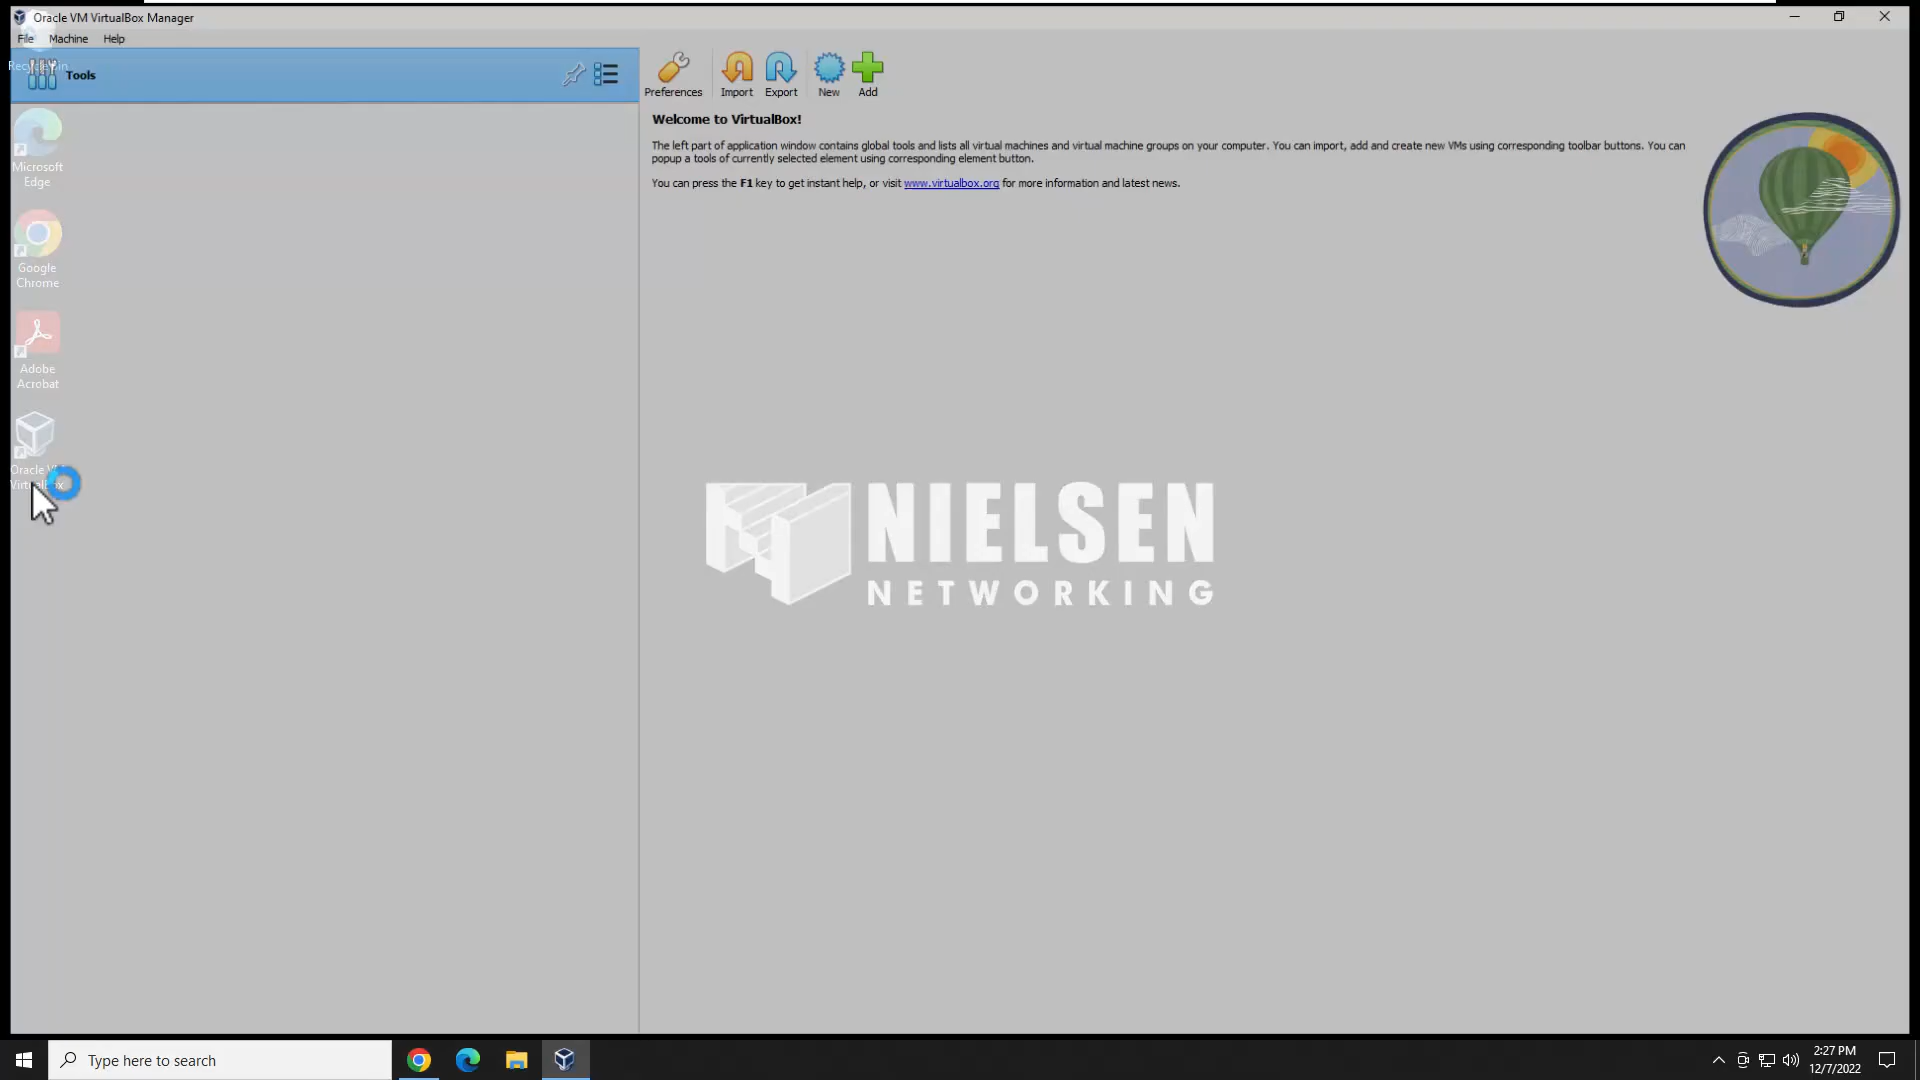 Oracle VM VirtualBox Manager
File Machine Help
Recycle Bin
Tools
Preferences Import Export New Add
Welcome to VirtualBox!
The left part of application window contains global tools and lists all virtual machines and virtual machine groups on your computer. You can import, add and create new VMs using corresponding toolbar buttons. You can
popup a tools of currently selected element using corresponding element button.
You can press the F1 key to get instant help, or visit www.virtualbox.org for more information and latest news.
Microsoft
Edge
Google
Chrome
Adobe
Acrobat
Oracle VM
VirtualBox
NIELSEN
NETWORKING
Type here to search
2:27 PM
12/7/2022